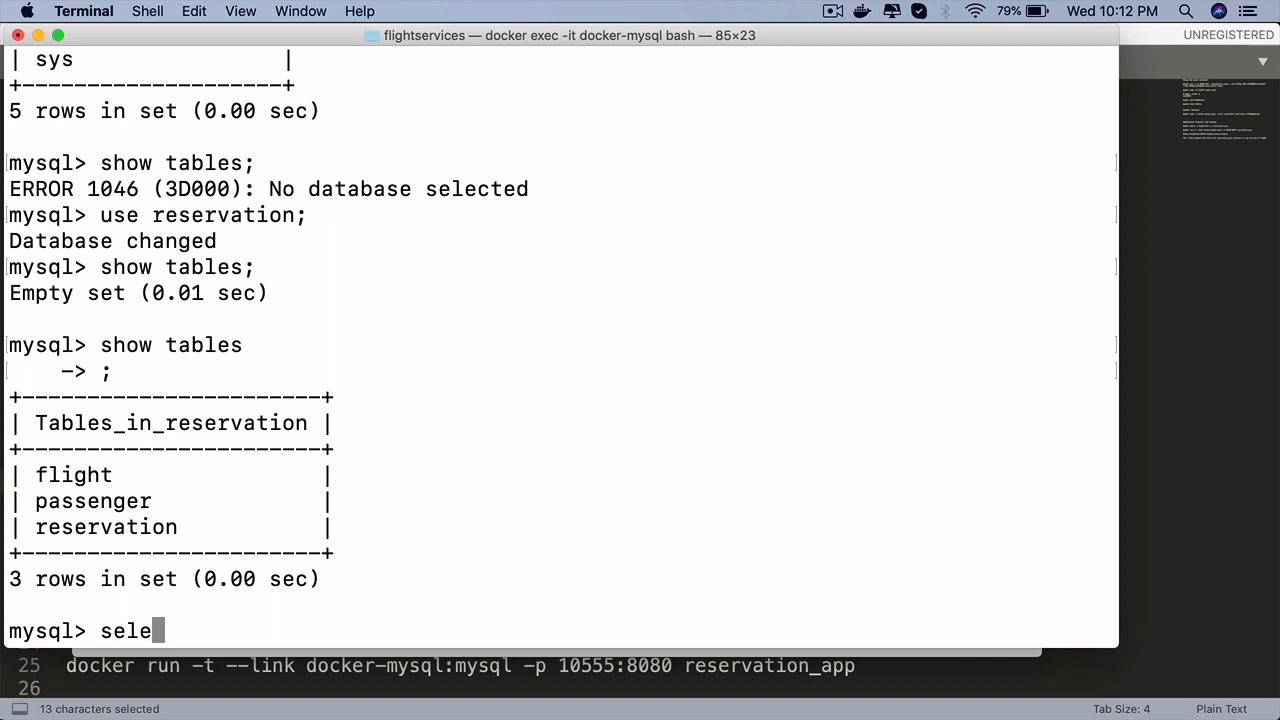 Terminal Shell Edit View Window Help 79% Wed 10:12 PM
flightservices — docker exec -it docker-mysql bash — 85×23
UNREGISTERED
| sys |
+--------------------+
5 rows in set (0.00 sec)
mysql> show tables;
ERROR 1046 (3D000): No database selected
mysql> use reservation;
Database changed
mysql> show tables;
Empty set (0.01 sec)
mysql> show tables
-> ;
+-----------------------+
| Tables_in_reservation |
+-----------------------+
| flight |
| passenger |
| reservation |
+-----------------------+
3 rows in set (0.00 sec)
mysql> sele
25 docker run -t --link docker-mysql:mysql -p 10555:8080 reservation_app
26
13 characters selected Tab Size: 4 Plain Text